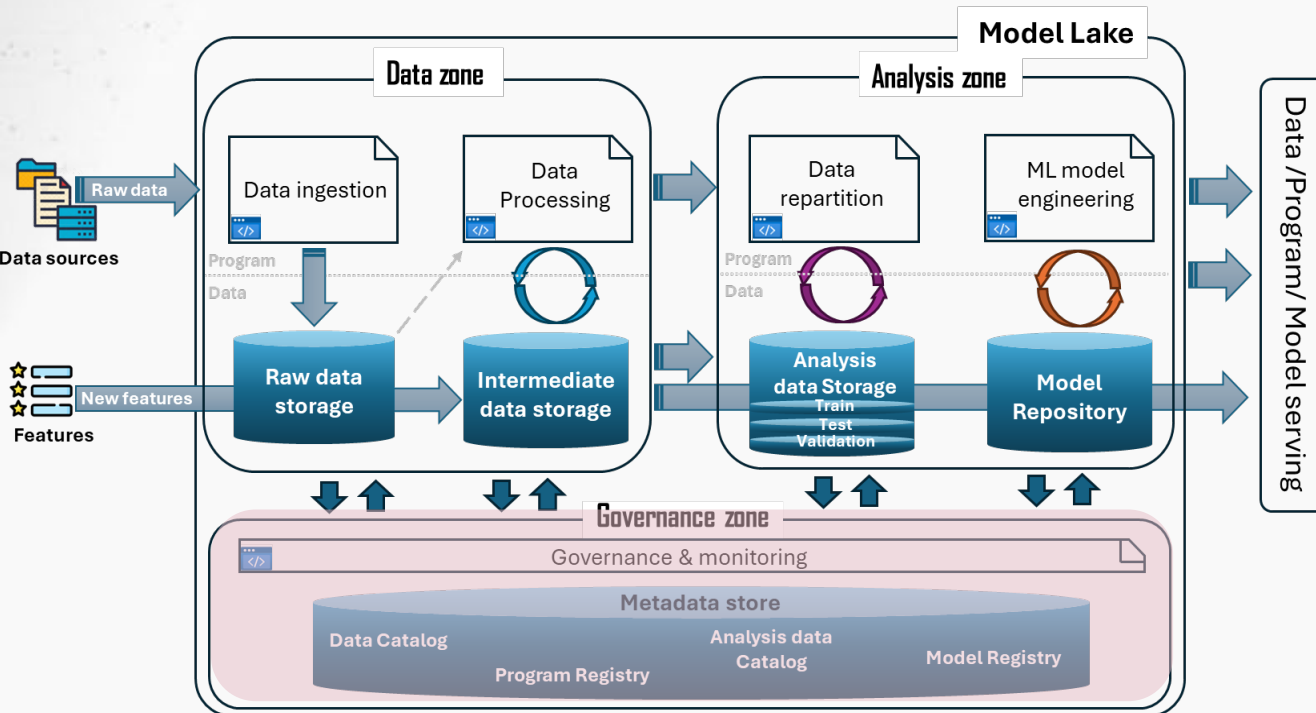 Model Lake
Data zone
Analysis zone
Data ingestion
Data
Processing
Data
repartition
ML model
engineering
Raw data
Data sources
Program
Data
Program
Data
Raw data
storage
Intermediate
data storage
Analysis
data Storage
Train
Test
Validation
Model
Repository
New features
Features
Data /Program/ Model serving
Governance zone
Governance & monitoring
Metadata store
Data Catalog
Program Registry
Analysis data
Catalog
Model Registry